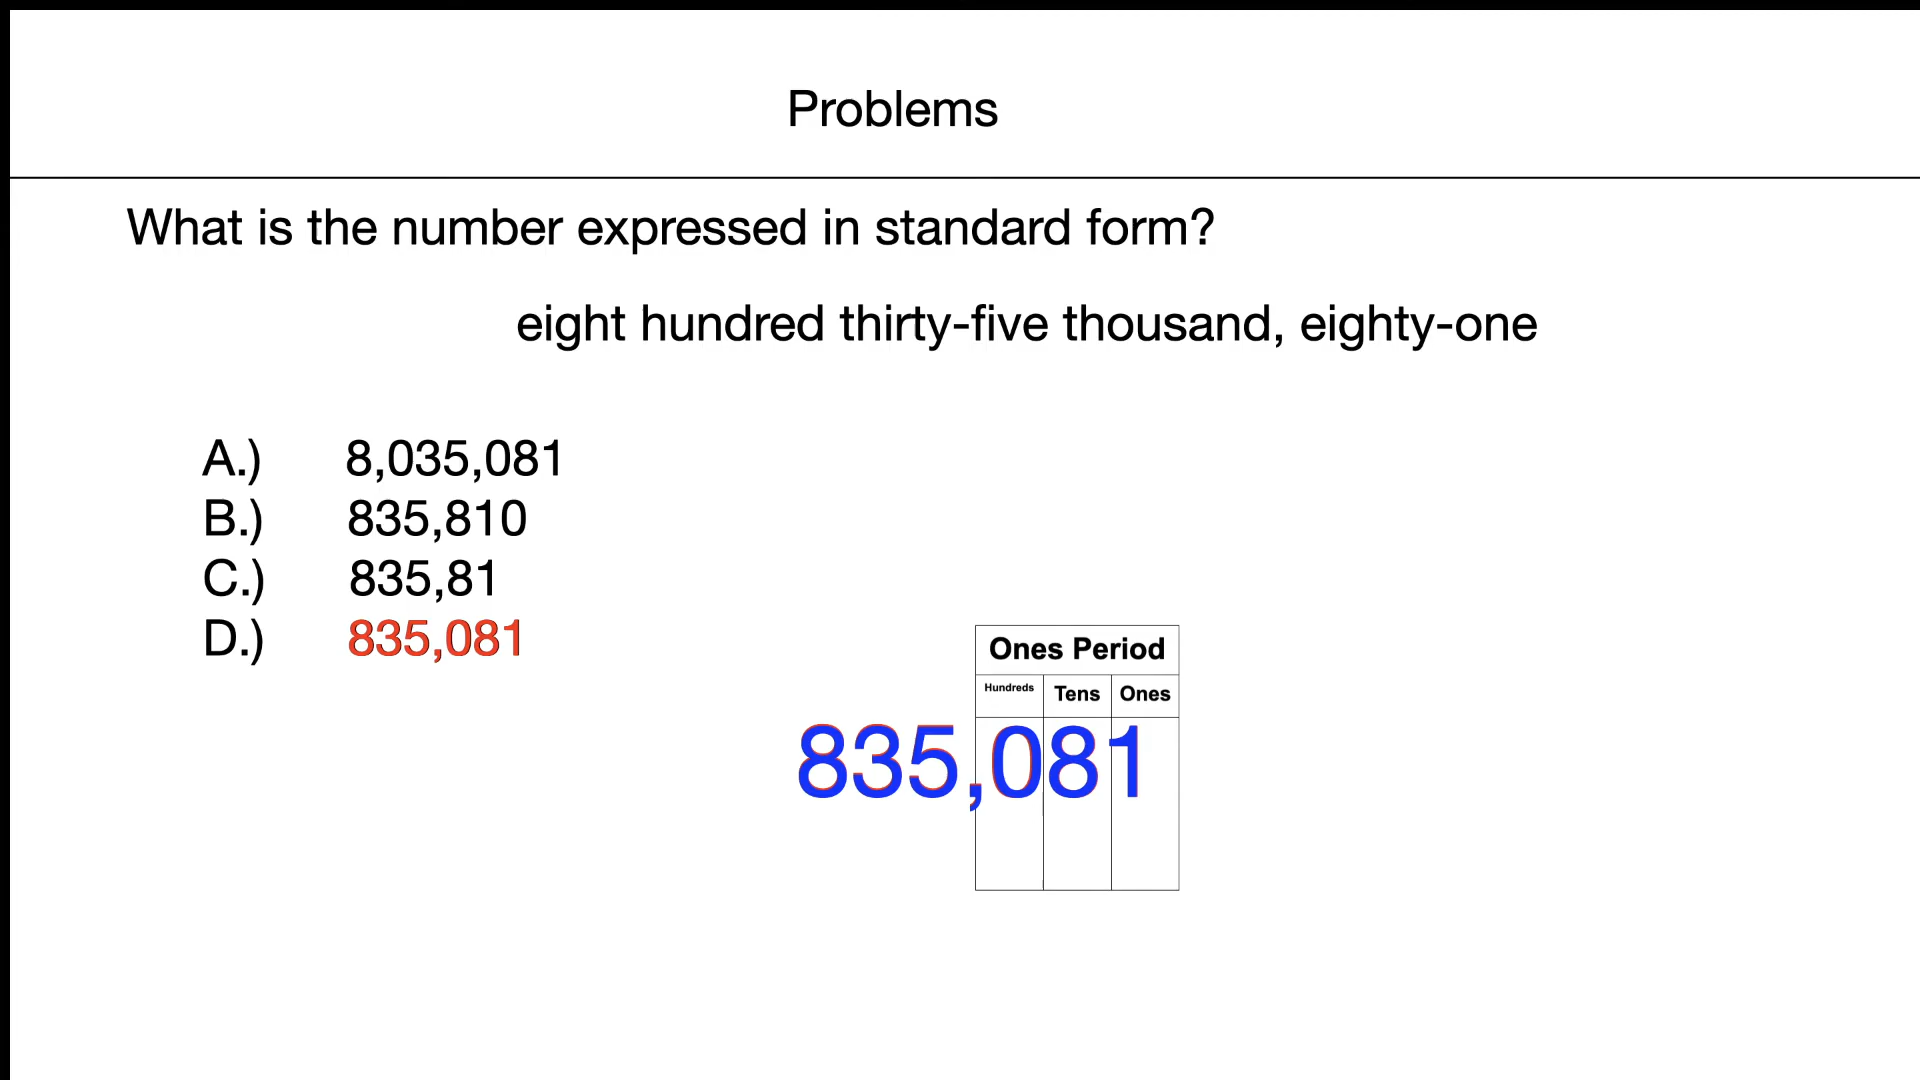 Problems
What is the number expressed in standard form?
eight hundred thirty-five thousand, eighty-one
A.) 8,035,081
B.) 835,810
C.) 835,81
D.) 835,081
Ones Period
Hundreds Tens Ones
835,081